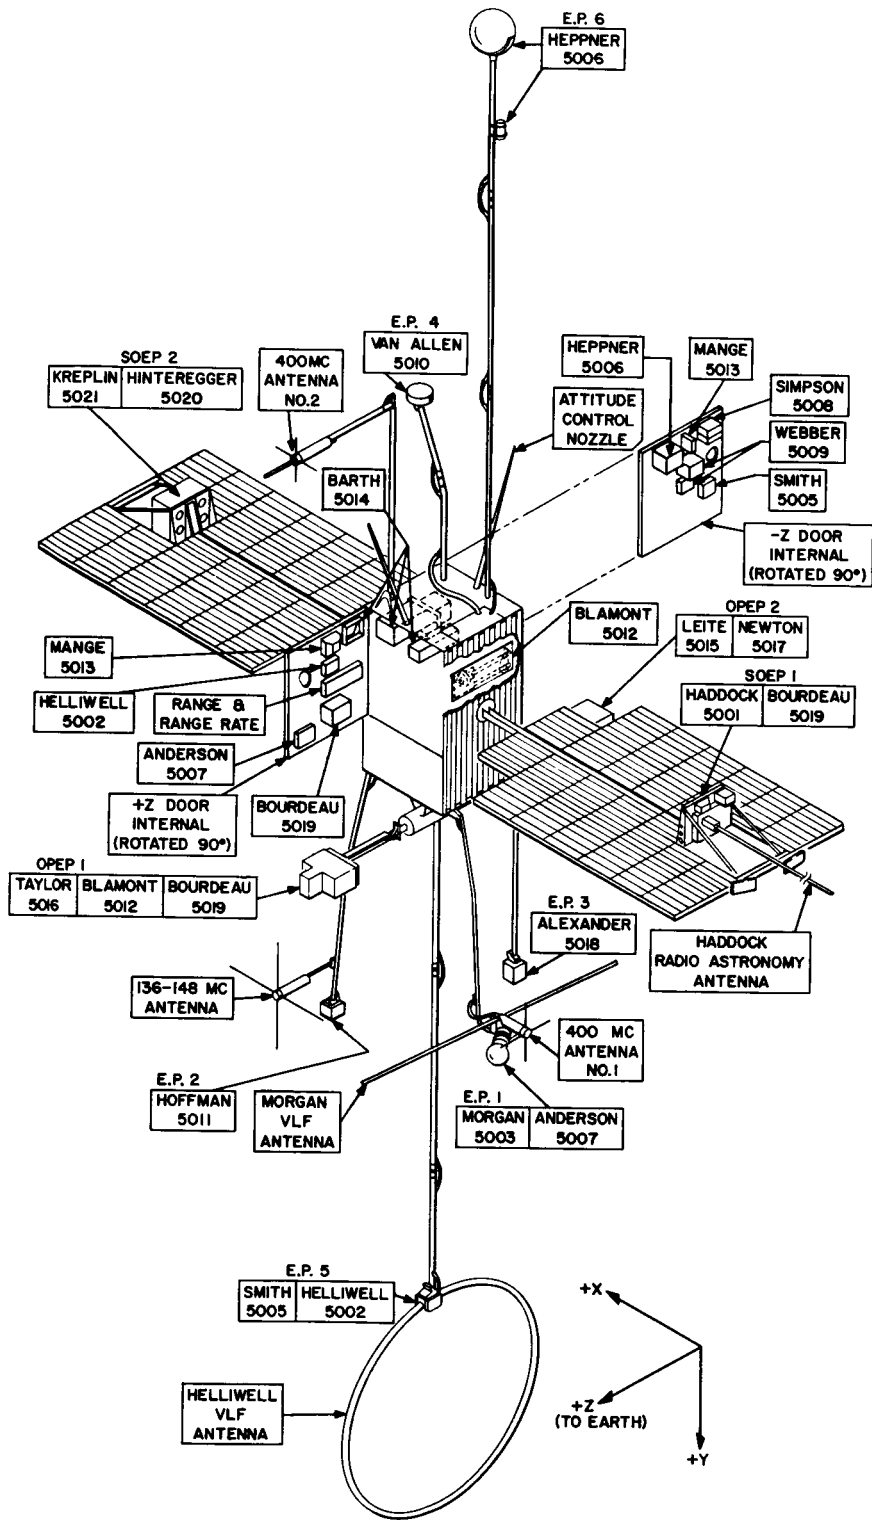 E.P. 6
HEPPNER
5006
E.P. 4
VAN ALLEN
5010
SOEP 2
KREPLIN
5021
HINTEREGGER
5020
400MC
ANTENNA
NO.2
BARTH
5014
ATTITUDE
CONTROL
NOZZLE
HEPPNER
5006
MANGE
5013
SIMPSON
5008
WEBBER
5009
SMITH
5005
-Z DOOR
INTERNAL
(ROTATED 90°)
BLAMONT
5012
OPEP 2
LEITE
5015
NEWTON
5017
SOEP 1
HADDOCK
5001
BOURDEAU
5019
MANGE
5013
HELLIWELL
5002
RANGE &
RANGE RATE
ANDERSON
5007
+Z DOOR
INTERNAL
(ROTATED 90°)
BOURDEAU
5019
OPEP 1
TAYLOR
5016
BLAMONT
5012
BOURDEAU
5019
E.P. 3
ALEXANDER
5018
HADDOCK
RADIO ASTRONOMY
ANTENNA
136-148 MC
ANTENNA
400 MC
ANTENNA
NO.1
E.P. 2
HOFFMAN
5011
MORGAN
VLF
ANTENNA
E.P. 1
MORGAN
5003
ANDERSON
5007
E.P. 5
SMITH
5005
HELLIWELL
5002
HELLIWELL
VLF
ANTENNA
+X
+Z
(TO EARTH)
+Y